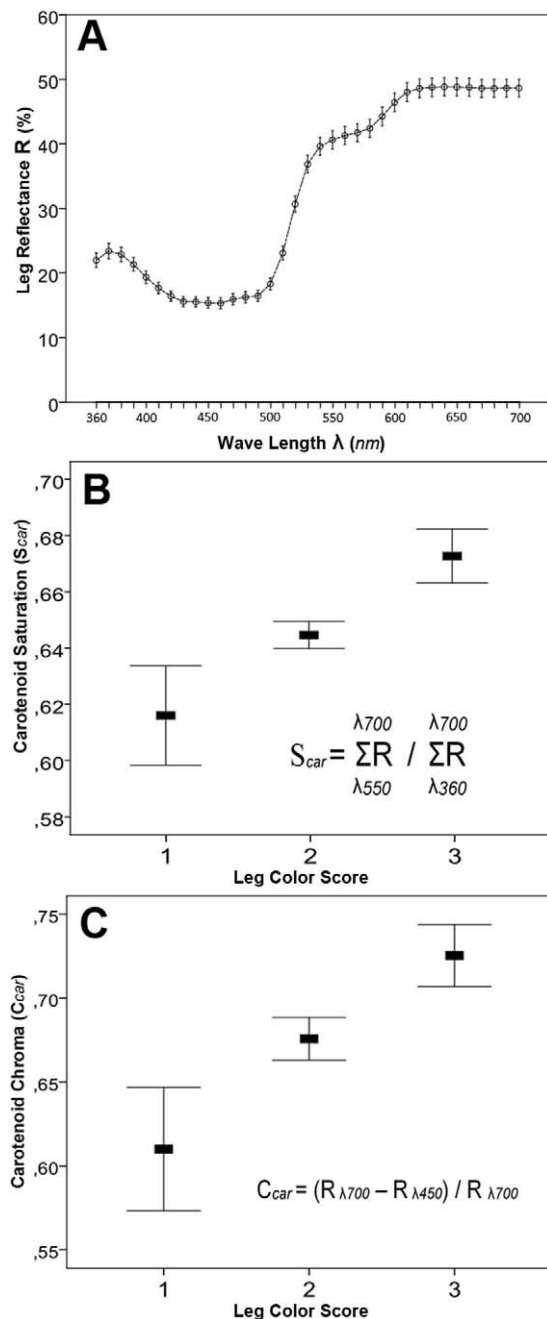 A
Leg Reflectance R (%)
60
50
40
30
20
10
0
360 400 450 500 550 600 650 700
Wave Length λ (nm)
B
Carotenoid Saturation (Scar)
,70
,68
,66
,64
,62
,60
,58
λ700 λ700
Scar = ΣR / ΣR
λ550 λ360
1 2 3
Leg Color Score
C
Carotenoid Chroma (Ccar)
,75
,70
,65
,60
,55
Ccar = (R λ700 – R λ450) / R λ700
1 2 3
Leg Color Score